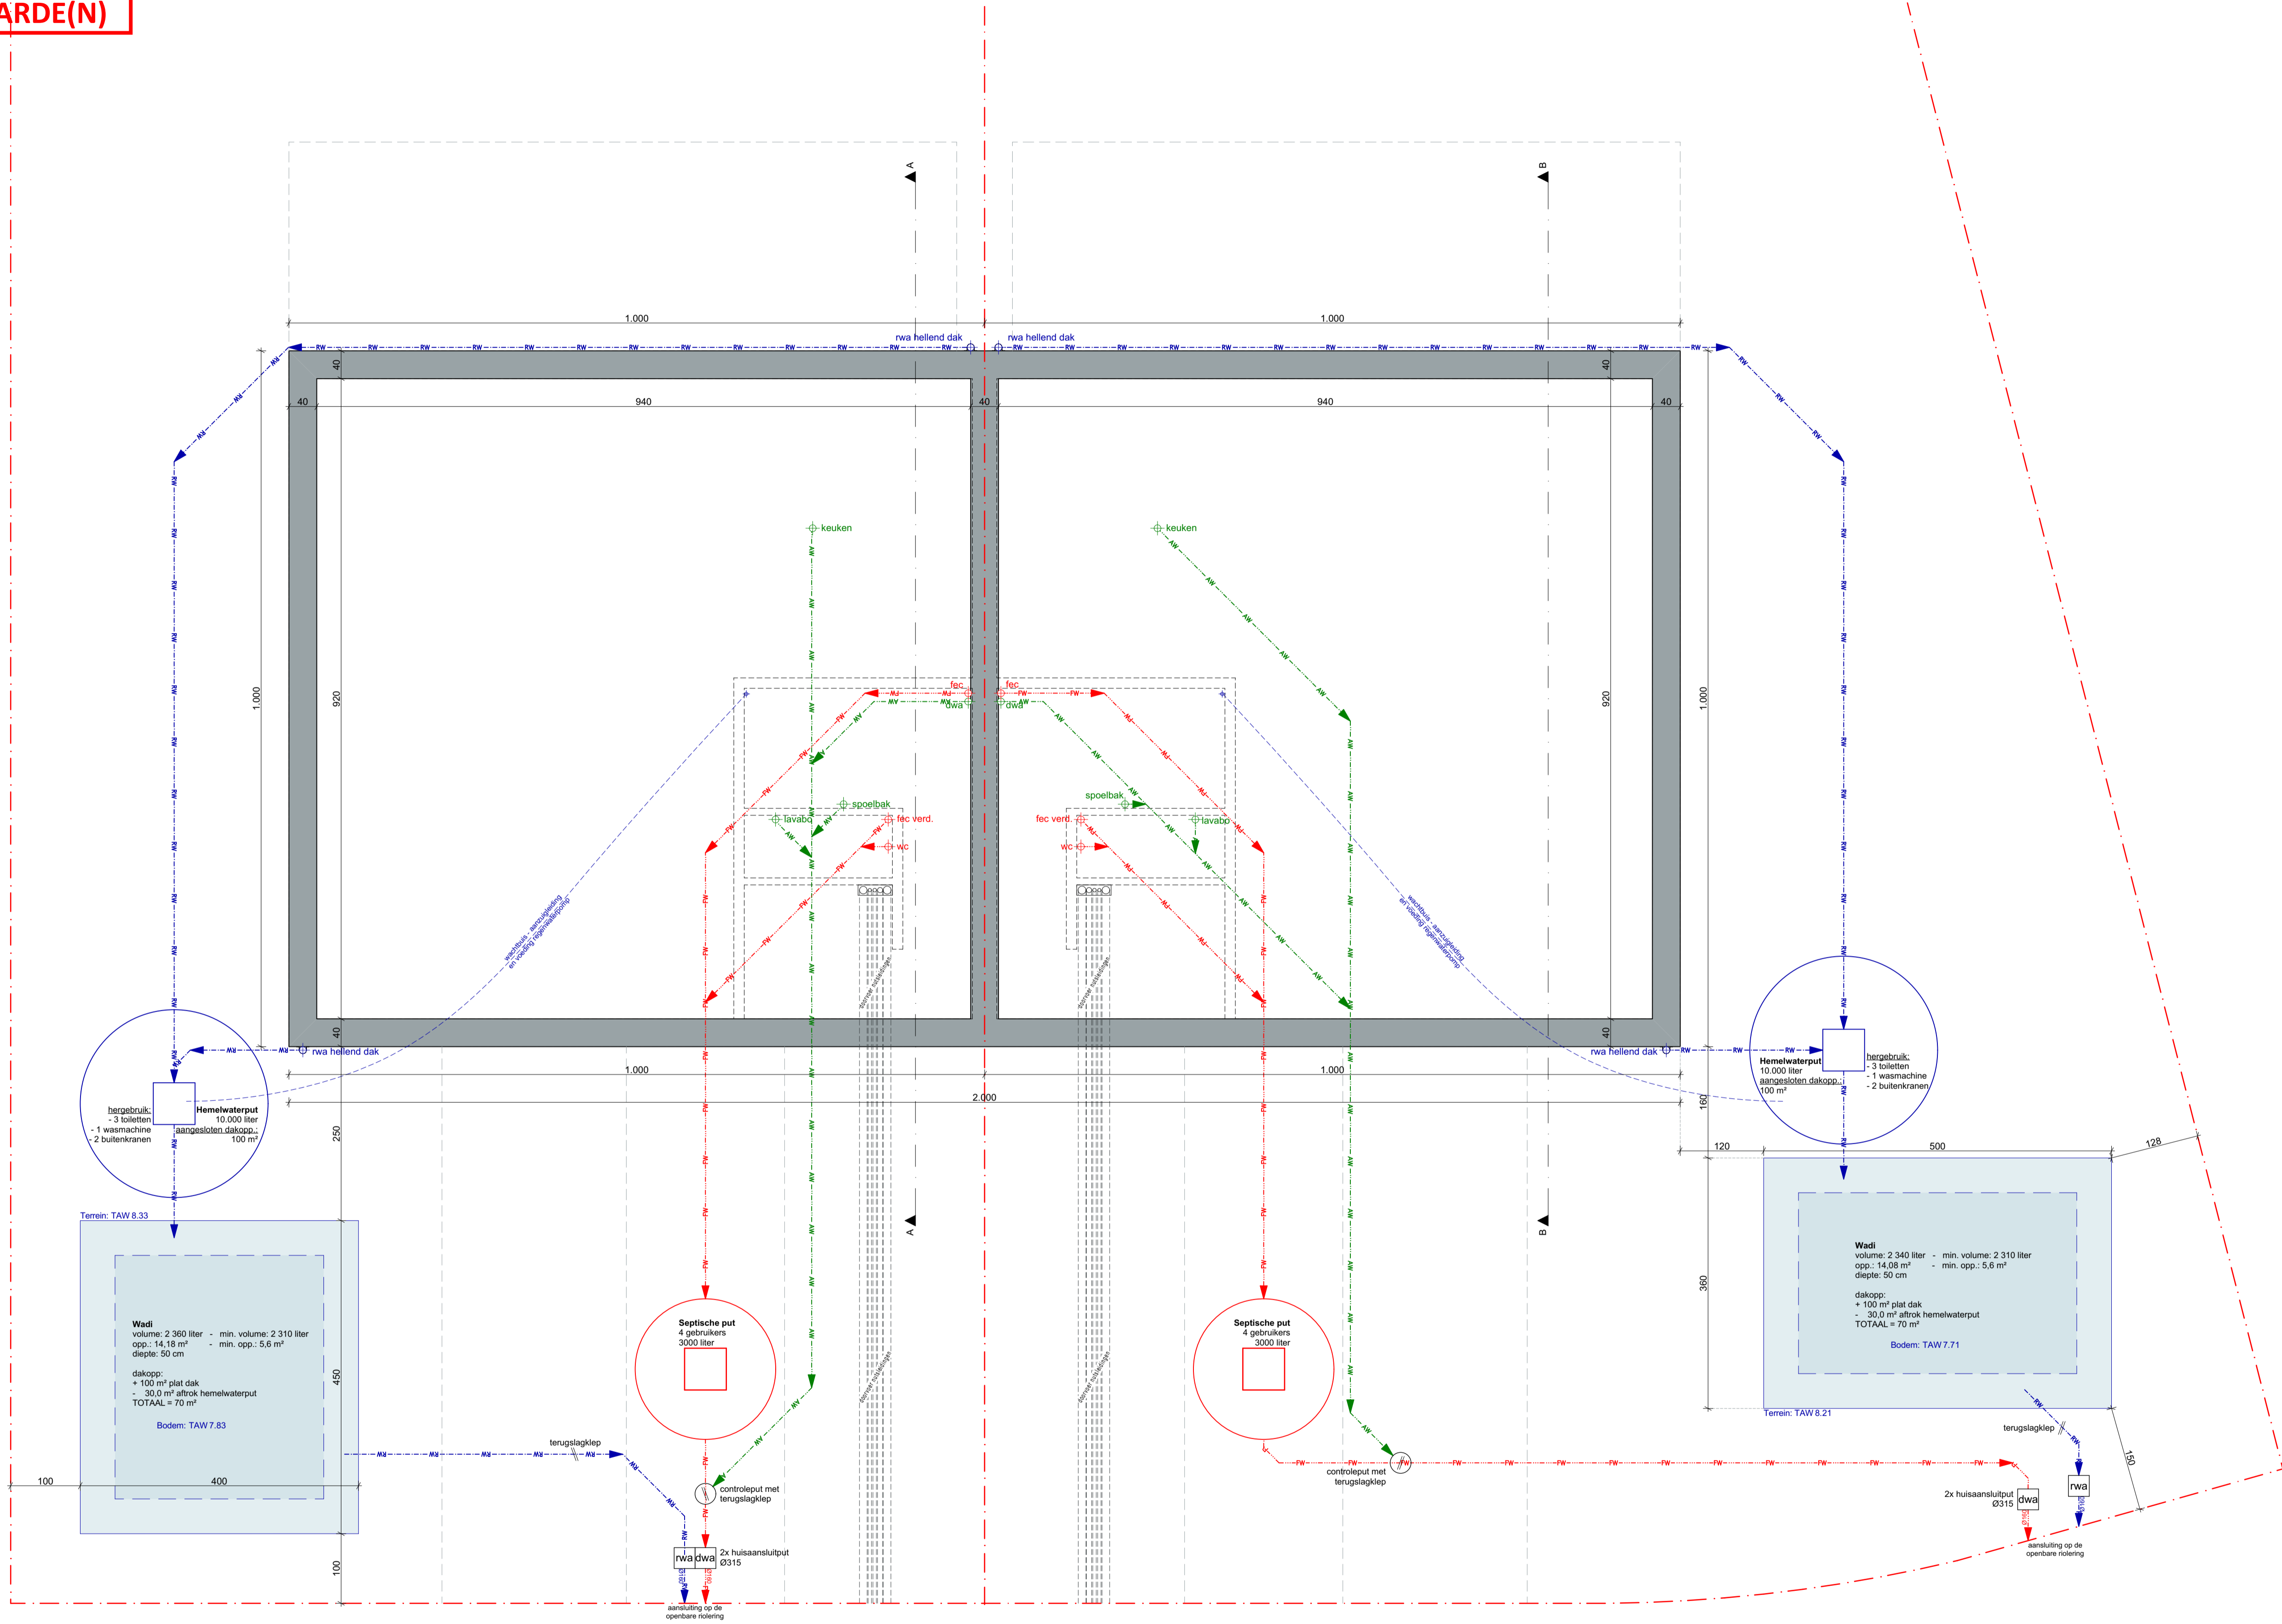 ARDE(N)
A
B
1.000
1.000
rwa hellend dak
rwa hellend dak
40
40
40
940
40
940
40
1.000
920
920
1.000
keuken
keuken
fec
fec
dwa
dwa
spoelbak
lavabo
fec verd.
wc
spoelbak
lavabo
fec verd.
wc
wachtbuis - aanzuigleiding
en voeding regenwaterpomp
wachtbuis - aanzuigleiding
en voeding regenwaterpomp
doorvoer nutsleidingen
doorvoer nutsleidingen
40
40
rwa hellend dak
rwa hellend dak
1.000
1.000
2.000
hergebruik:
- 3 toiletten
- 1 wasmachine
- 2 buitenkranen
Hemelwaterput
10.000 liter
aangesloten dakopp.:
100 m²
Hemelwaterput
10.000 liter
aangesloten dakopp.:
100 m²
hergebruik:
- 3 toiletten
- 1 wasmachine
- 2 buitenkranen
250
160
120
500
128
A
B
Terrein: TAW 8.33
Wadi
volume: 2 360 liter - min. volume: 2 310 liter
opp.: 14,18 m² - min. opp.: 5,6 m²
diepte: 50 cm
dakopp:
+ 100 m² plat dak
- 30,0 m² aftrok hemelwaterput
TOTAAL = 70 m²
Bodem: TAW 7.83
450
100
400
100
Septische put
4 gebruikers
3000 liter
Septische put
4 gebruikers
3000 liter
doorvoer nutsleidingen
doorvoer nutsleidingen
360
Wadi
volume: 2 340 liter - min. volume: 2 310 liter
opp.: 14,08 m² - min. opp.: 5,6 m²
diepte: 50 cm
dakopp:
+ 100 m² plat dak
- 30,0 m² aftrok hemelwaterput
TOTAAL = 70 m²
Bodem: TAW 7.71
Terrein: TAW 8.21
terugslagklep
terugslagklep
150
controleput met
terugslagklep
controleput met
terugslagklep
rwa
dwa
2x huisaansluitput
Ø315
2x huisaansluitput
Ø315
dwa
rwa
aansluiting op de
openbare riolering
aansluiting op de
openbare riolering